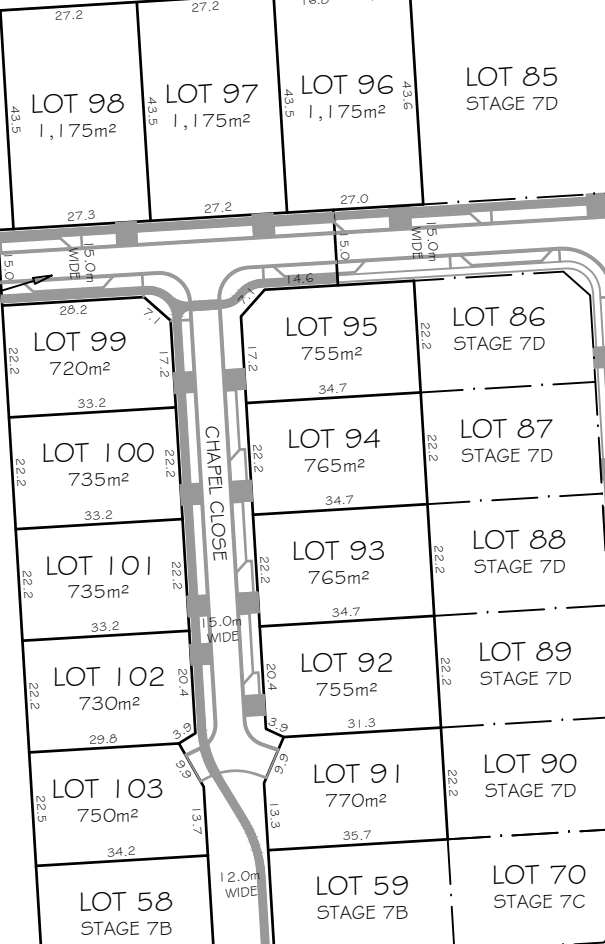 27.2
27.2
43.5
LOT 98
1,175m²
43.5
LOT 97
1,175m²
43.5
LOT 96
1,175m²
43.6
LOT 85
STAGE 7D
27.3
27.2
27.0
15.0
15.0m
WIDE
15.0m
WIDE
14.6
28.2
7.1
7.1
22.2
LOT 99
720m²
17.2
33.2
17.2
LOT 95
755m²
34.7
22.2
LOT 86
STAGE 7D
22.2
LOT 100
735m²
22.2
33.2
CHAPEL CLOSE
22.2
LOT 94
765m²
34.7
22.2
LOT 87
STAGE 7D
22.2
LOT 101
735m²
22.2
33.2
22.2
LOT 93
765m²
34.7
22.2
LOT 88
STAGE 7D
15.0m
WIDE
22.2
LOT 102
730m²
20.4
29.8
3.9
20.4
LOT 92
755m²
31.3
3.9
22.2
LOT 89
STAGE 7D
22.5
LOT 103
750m²
9.9
13.7
34.2
9.9
13.3
LOT 91
770m²
35.7
22.2
LOT 90
STAGE 7D
12.0m
WIDE
LOT 58
STAGE 7B
LOT 59
STAGE 7B
LOT 70
STAGE 7C